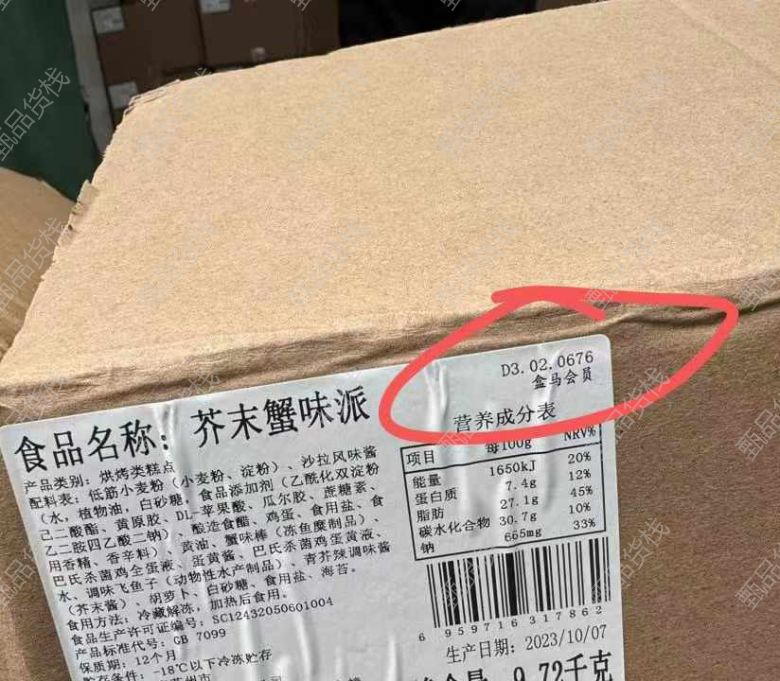 D3.02.0676
盒马会员
食品名称：芥末蟹味派
产品类别：烘烤类糕点
配料表：低筋小麦粉（小麦粉、淀粉）、沙拉风味酱
（水，植物油，白砂糖，食品添加剂（乙酰化双淀粉
己二酸酯、黄原胶、DL-苹果酸、瓜尔胶、蔗糖素、
乙二胺四乙酸二钠）、酿造食醋、鸡蛋、食用盐、食
用香精、香辛料）、黄油、蟹味棒（冻鱼糜制品）、
巴氏杀菌鸡全蛋液、蛋黄酱、巴氏杀菌鸡蛋黄液、
水、调味飞鱼子（动物性水产制品）、青芥辣调味酱
（芥末酱）、胡萝卜、白砂糖、食用盐、海苔。
食用方法：冷藏解冻，加热后食用。
食品生产许可证编号：SC12432050601004
产品标准代号：GB 7099
保质期：12个月
贮存条件：-18℃以下冷冻贮存
营养成分表
项目 每100g NRV%
能量 1650kJ 20%
蛋白质 7.4g 12%
脂肪 27.1g 45%
碳水化合物 30.7g 10%
钠 665mg 33%
6 959716 317862
生产日期：2023/10/07
9.72千克
甄品货栈